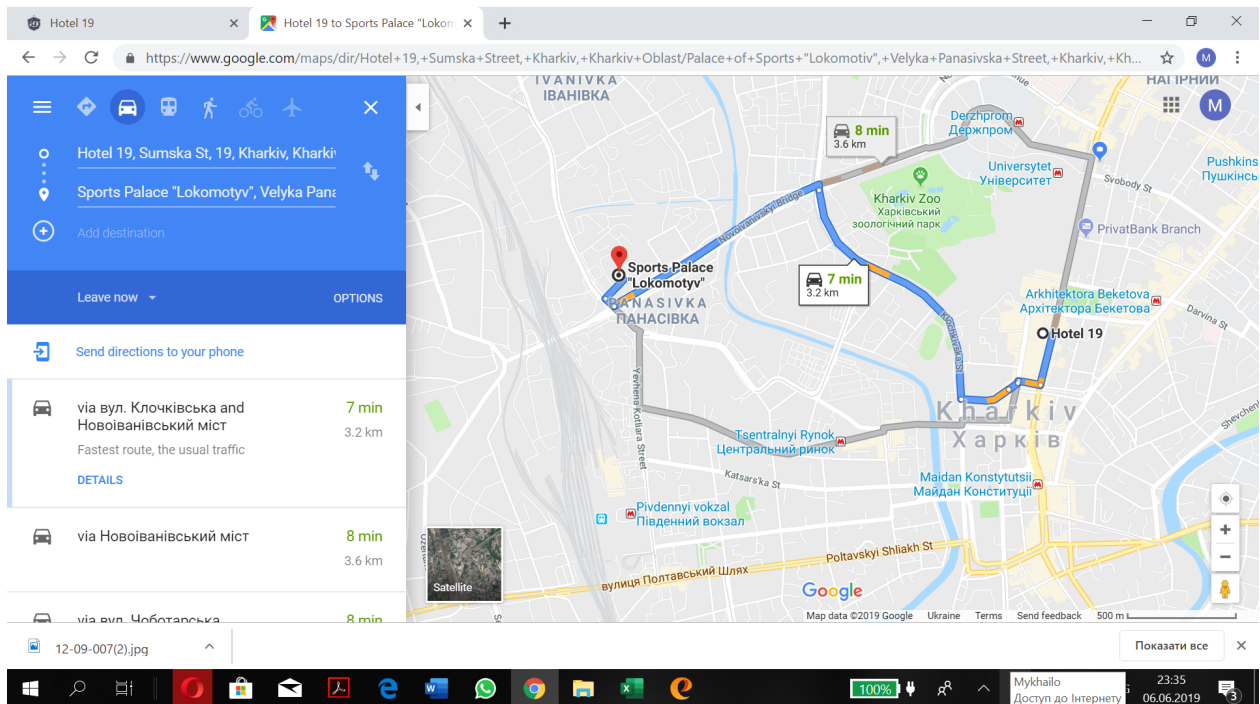 Hotel 19
Hotel 19 to Sports Palace "Lokom
https://www.google.com/maps/dir/Hotel+19,+Sumska+Street,+Kharkiv,+Kharkiv+Oblast/Palace+of+Sports+"Lokomotiv",+Velyka+Panasivska+Street,+Kharkiv,+Kh...
M
Hotel 19, Sumska St, 19, Kharkiv, Kharki
Sports Palace "Lokomotyv", Velyka Pana
Add destination
Leave now
OPTIONS
Send directions to your phone
via вул. Клочківська and
Новоіванівський міст
7 min
3.2 km
Fastest route, the usual traffic
DETAILS
via Новоіванівський міст
8 min
3.6 km
via вул. Чоботарська
8 min
IVANIVKA
ІВАНІВКА
НАГІРНИЙ
M
8 min
3.6 km
Derzhprom
Держпром
Universytet
Університет
Pushkins
Пушкінсь
Svobody St
Kharkiv Zoo
Харківський
зоологічний парк
Novoivanivskyi Bridge
PrivatBank Branch
Sports Palace
"Lokomotyv"
7 min
3.2 km
PANASIVKA
ПАНАСІВКА
Arkhitektora Beketova
Архітектора Бекетова
Darvina St
Hotel 19
Klochkivska St
Yevhena Kotliara Street
Kharkiv
Харків
Shevchen
Tsentralnyi Rynok
Центральний ринок
Katsars'ka St
Maidan Konstytutsii
Майдан Конституції
Pivdennyi vokzal
Південний вокзал
Poltavskyi Shliakh St
вулиця Полтавський Шлях
Satellite
Google
Map data ©2019 Google Ukraine Terms Send feedback 500 m
12-09-007(2).jpg
Показати все
100%
Mykhailo
Доступ до Інтернету
23:35
06.06.2019
3